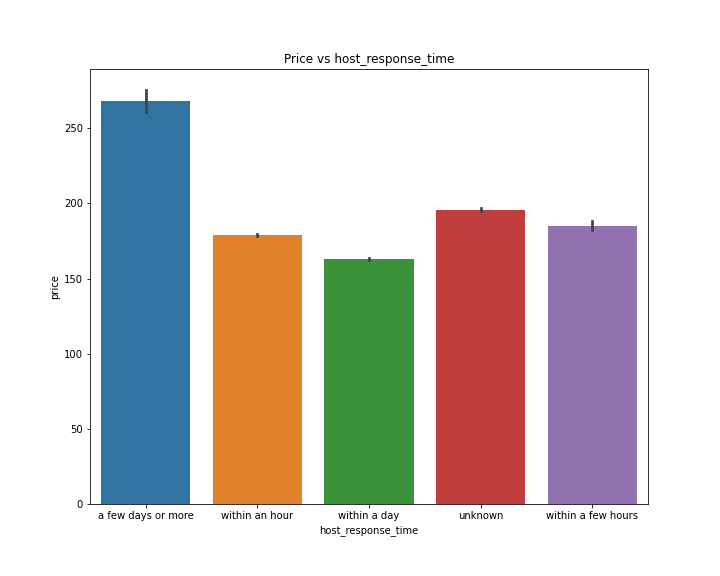 Price vs host_response_time
250
200
150
100
50
0
price
a few days or more within an hour within a day unknown within a few hours
host_response_time